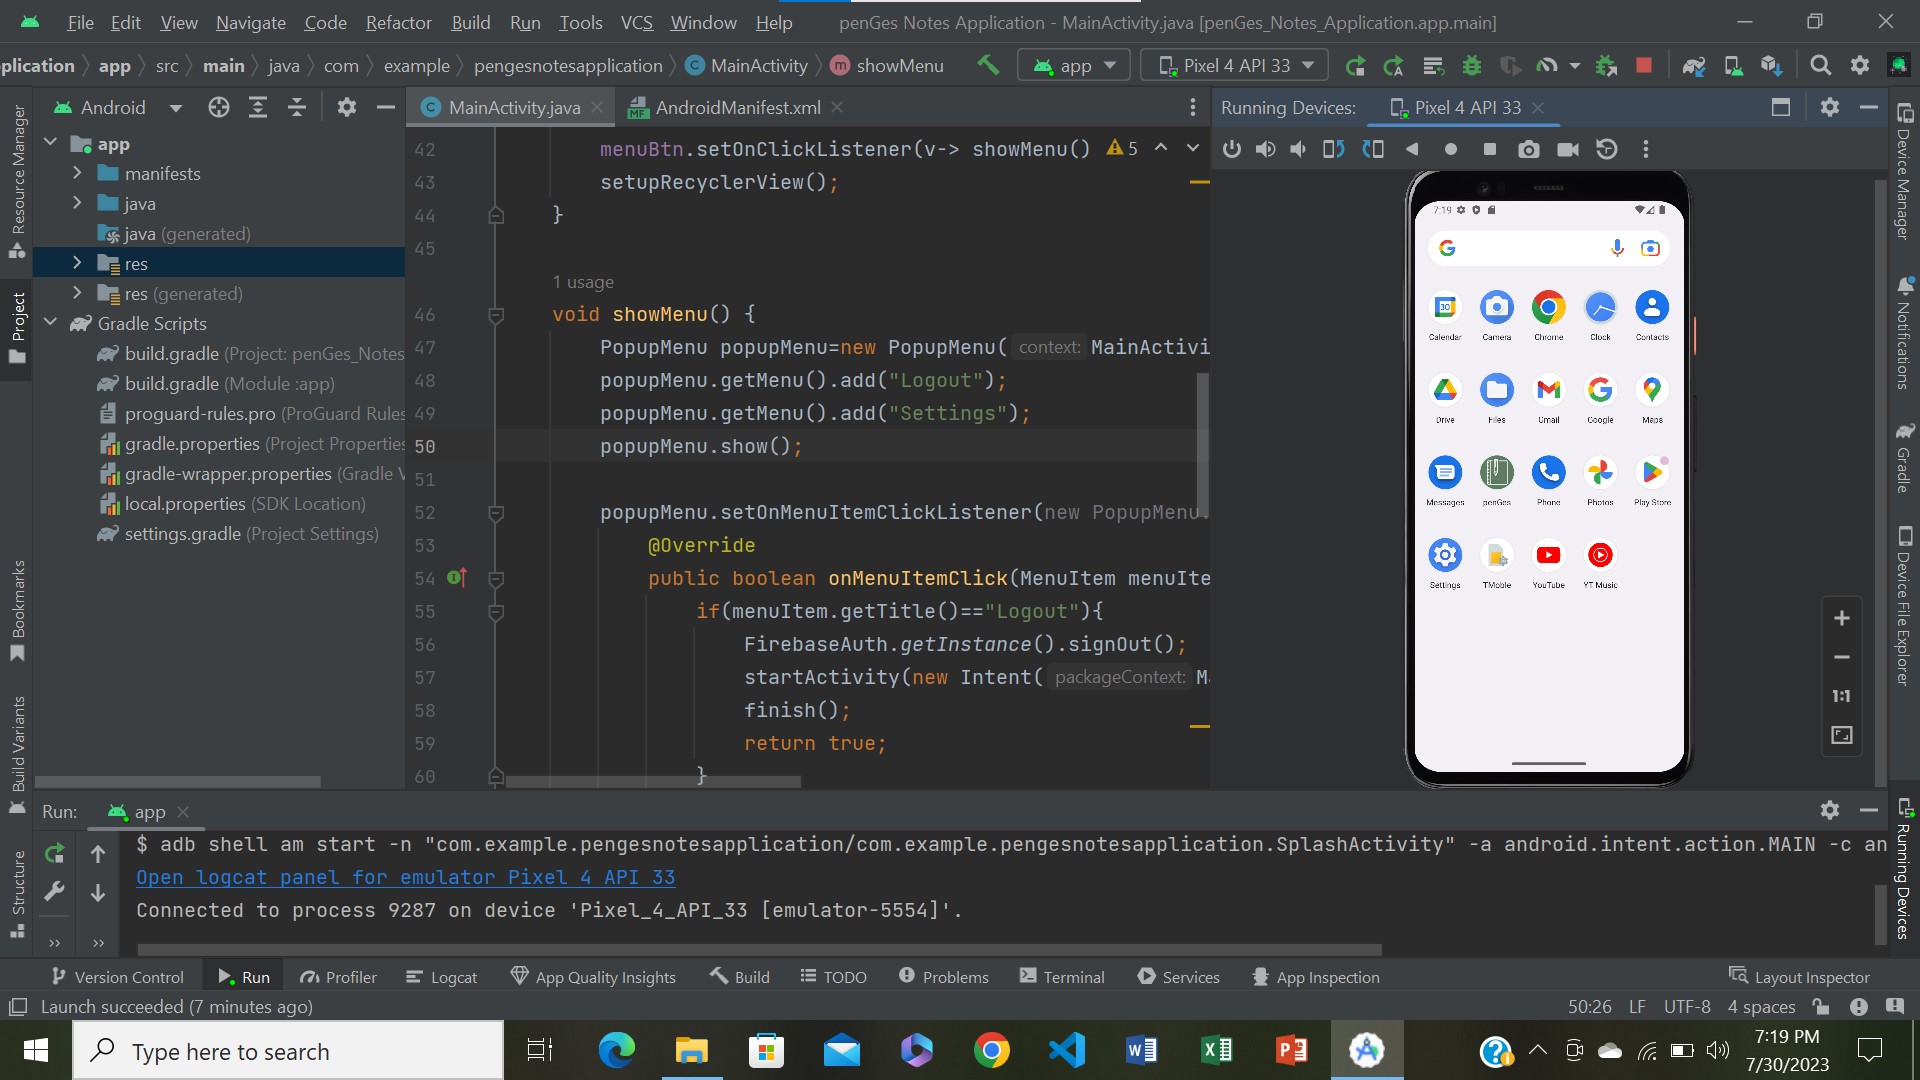 File Edit View Navigate Code Refactor Build Run Tools VCS Window Help penGes Notes Application - MainActivity.java [penGes_Notes_Application.app.main]
plication app src main java com example pengesnotesapplication MainActivity showMenu app Pixel 4 API 33
Android
MainActivity.java AndroidManifest.xml
Running Devices: Pixel 4 API 33
Resource Manager
Project
Bookmarks
Build Variants
Structure
app
manifests
java
java (generated)
res
res (generated)
Gradle Scripts
build.gradle (Project: penGes_Notes
build.gradle (Module :app)
proguard-rules.pro (ProGuard Rules
gradle.properties (Project Properties
gradle-wrapper.properties (Gradle V
local.properties (SDK Location)
settings.gradle (Project Settings)
42 menuBtn.setOnClickListener(v-> showMenu() 5
43 setupRecyclerView();
44 }
45
1 usage
46 void showMenu() {
47 PopupMenu popupMenu=new PopupMenu( context: MainActivi
48 popupMenu.getMenu().add("Logout");
49 popupMenu.getMenu().add("Settings");
50 popupMenu.show();
51
52 popupMenu.setOnMenuItemClickListener(new PopupMenu.
53 @Override
54 public boolean onMenuItemClick(MenuItem menuIte
55 if(menuItem.getTitle()=="Logout"){
56 FirebaseAuth.getInstance().signOut();
57 startActivity(new Intent( packageContext: M
58 finish();
59 return true;
60 }
7:19
Calendar Camera Chrome Clock Contacts
Drive Files Gmail Google Maps
Messages penGes Phone Photos Play Store
Settings TMoble YouTube YT Music
1:1
Device Manager
Notifications
Gradle
Device File Explorer
Running Devices
Run: app
$ adb shell am start -n "com.example.pengesnotesapplication/com.example.pengesnotesapplication.SplashActivity" -a android.intent.action.MAIN -c an
Open logcat panel for emulator Pixel 4 API 33
Connected to process 9287 on device 'Pixel_4_API_33 [emulator-5554]'.
Version Control Run Profiler Logcat App Quality Insights Build TODO Problems Terminal Services App Inspection Layout Inspector
Launch succeeded (7 minutes ago) 50:26 LF UTF-8 4 spaces
Type here to search
7:19 PM
7/30/2023